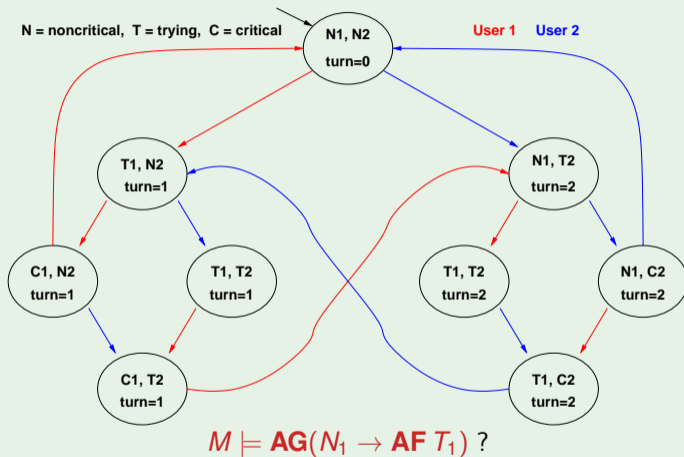 N = noncritical, T = trying, C = critical
N1, N2
turn=0
User 1 User 2
T1, N2
turn=1
N1, T2
turn=2
C1, N2
turn=1
T1, T2
turn=1
T1, T2
turn=2
N1, C2
turn=2
C1, T2
turn=1
T1, C2
turn=2
M ⊨ AG(N₁ → AF T₁) ?